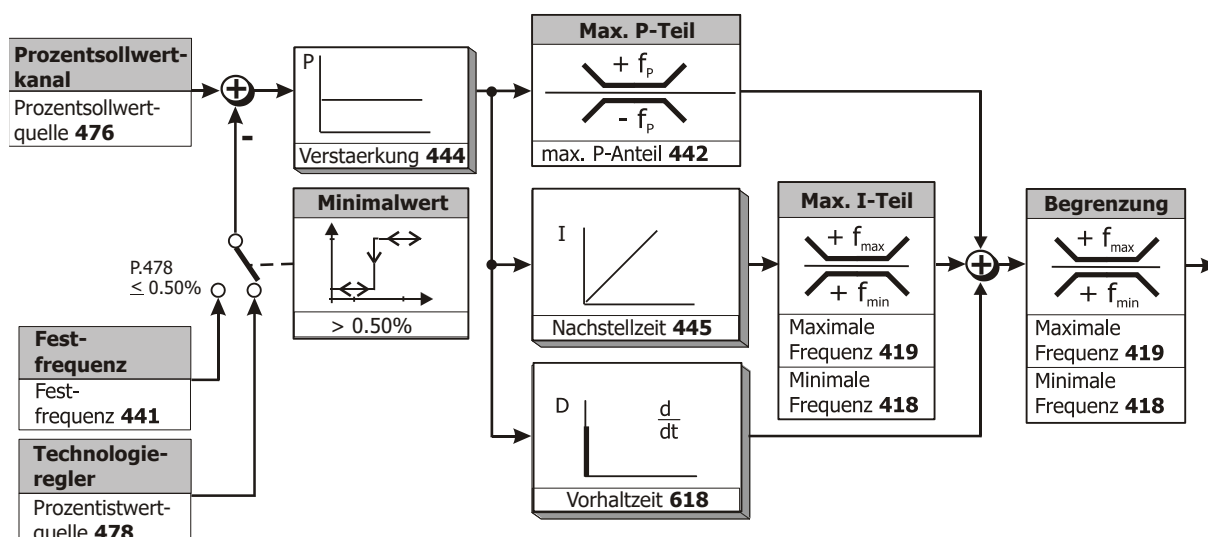 Prozentsollwert-
kanal
Prozentsollwert-
quelle 476
-
P
Verstaerkung 444
Max. P-Teil
+ fP
- fP
max. P-Anteil 442
Minimalwert
> 0.50%
P.478
≤ 0.50%
I
Nachstellzeit 445
Max. I-Teil
+ fmax
+ fmin
Maximale
Frequenz 419
Minimale
Frequenz 418
Begrenzung
+ fmax
+ fmin
Maximale
Frequenz 419
Minimale
Frequenz 418
Fest-
frequenz
Fest-
frequenz 441
D
d
dt
Vorhaltzeit 618
Technologie-
regler
Prozentistwert-
quelle 478